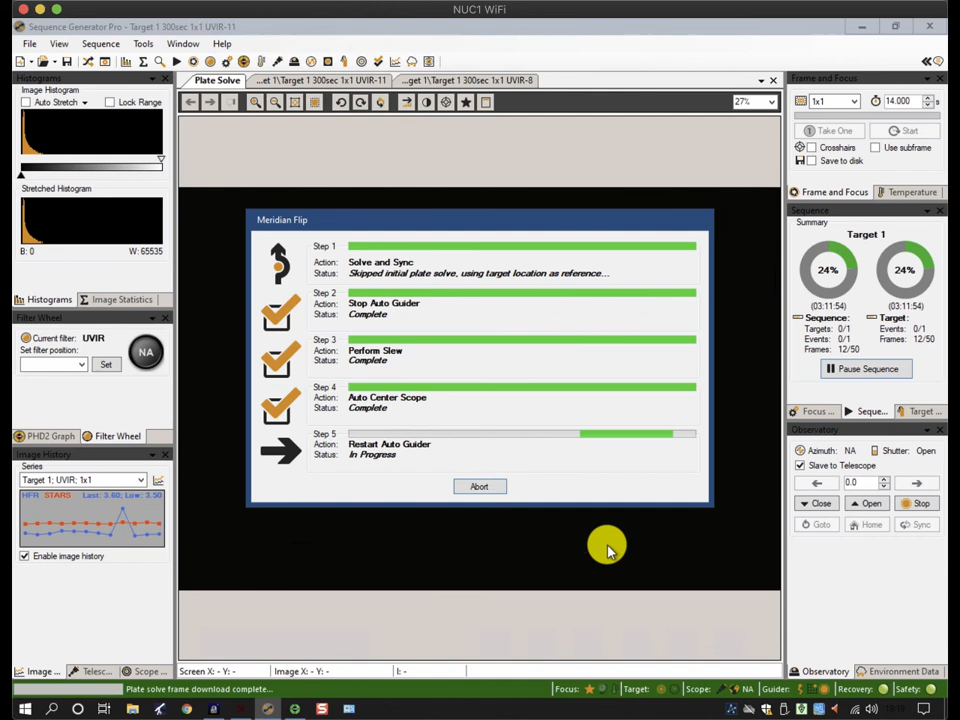 NUC1 WiFi
Sequence Generator Pro - Target 1 300sec 1x1 UVIR-11
File View Sequence Tools Window Help
Histograms
Image Histogram
Auto Stretch
Lock Range
Stretched Histogram
B: 0 W: 65535
Histograms Image Statistics
Filter Wheel
Current filter: UVIR
Set filter position:
Set
NA
PHD2 Graph Filter Wheel
Image History
Series
Target 1; UVIR; 1x1
HFR STARS Last: 3.60; Low: 3.50
Enable image history
Image ... Telesc... Scope ...
Plate Solve ...et 1\Target 1 300sec 1x1 UVIR-11 ...get 1\Target 1 300sec 1x1 UVIR-8
27%
Meridian Flip
Step 1
Action: Solve and Sync
Status: Skipped initial plate solve, using target location as reference...
Step 2
Action: Stop Auto Guider
Status: Complete
Step 3
Action: Perform Slew
Status: Complete
Step 4
Action: Auto Center Scope
Status: Complete
Step 5
Action: Restart Auto Guider
Status: In Progress
Abort
Screen X: - Y: - Image X: - Y: - I: -
Frame and Focus
1x1 14.000 s
Take One Start
Crosshairs Use subframe
Save to disk
Frame and Focus Temperature
Sequence
Summary
Target 1
24% 24%
(03:11:54) (03:11:54)
Sequence: Target:
Targets: 0/1 Events: 0/1
Events: 0/1 Frames: 12/50
Frames: 12/50
Pause Sequence
Focus ... Seque... Target ...
Observatory
Azimuth: NA Shutter: Open
Slave to Telescope
0.0
Close Open Stop
Goto Home Sync
Observatory Environment Data
Plate solve frame download complete...
Focus: Target: Scope: NA Guider: Recovery: Safety: